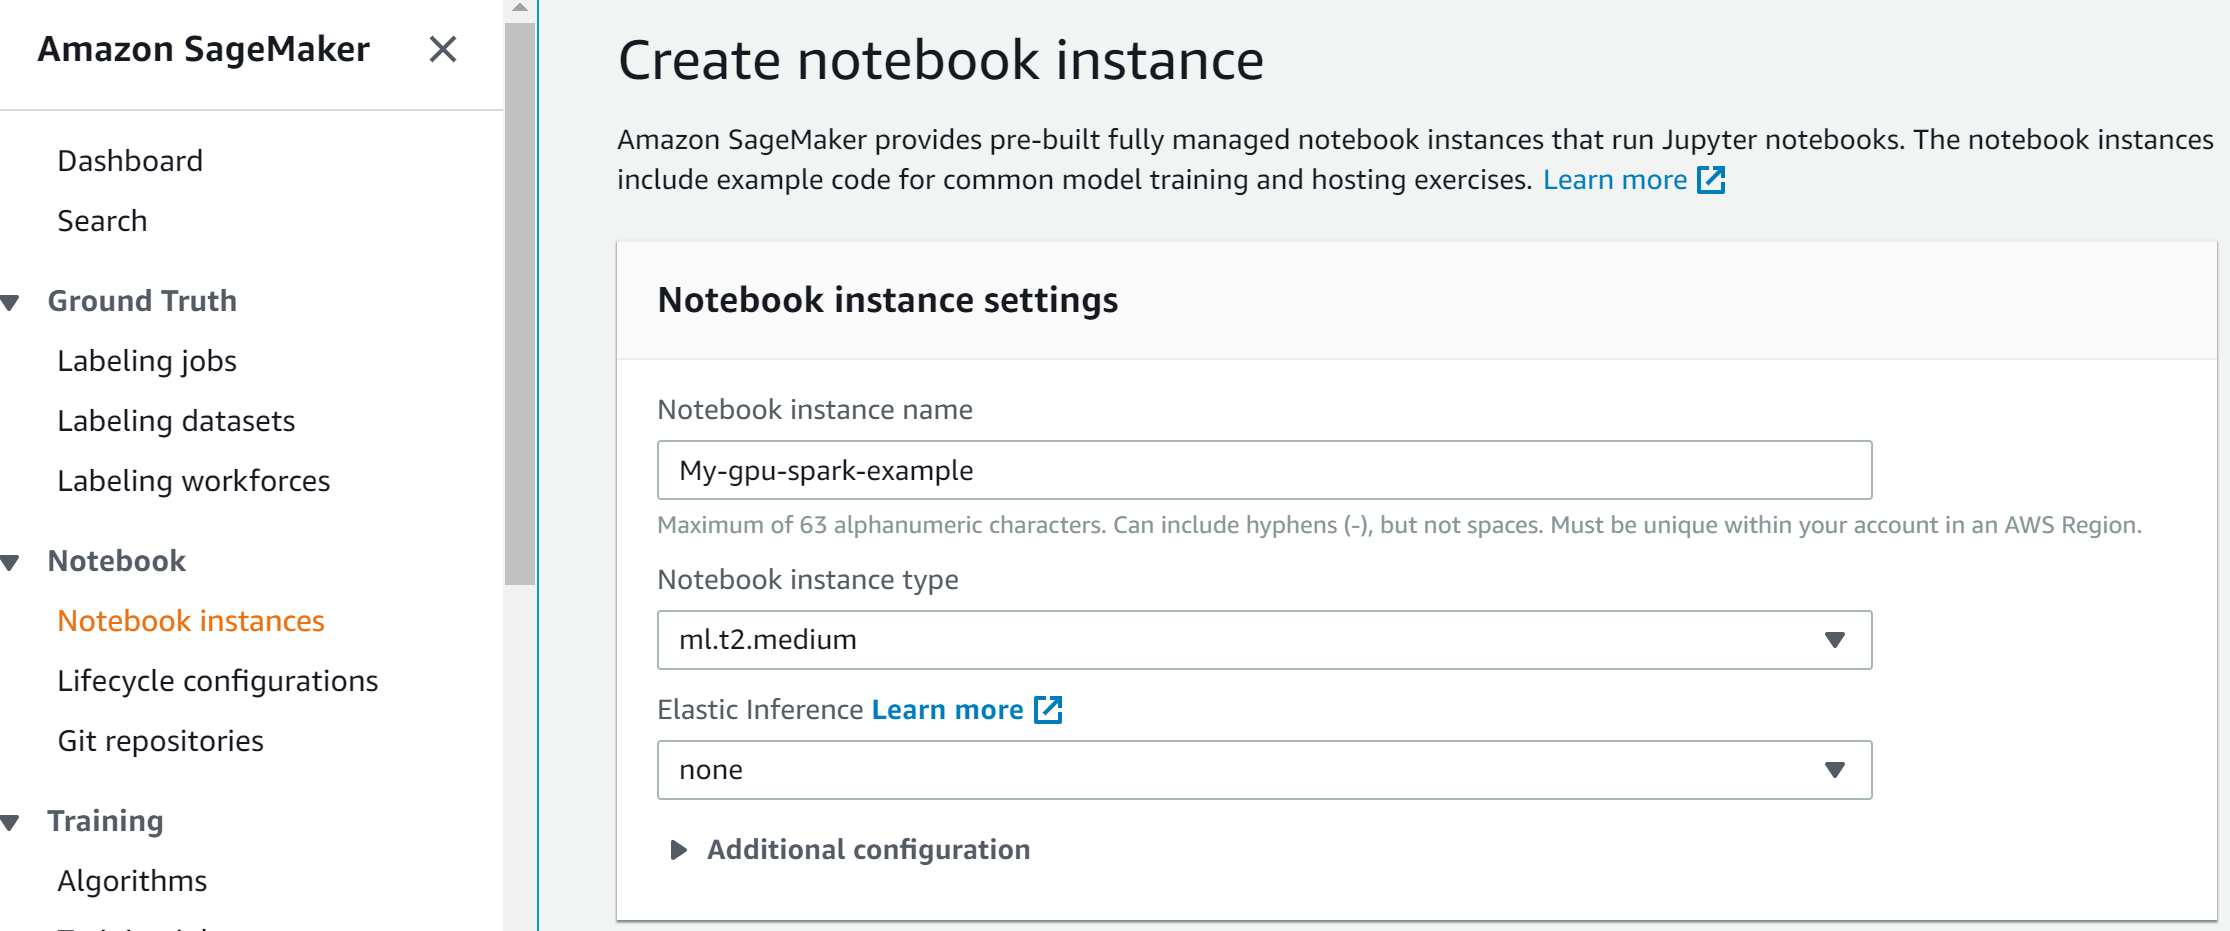 Amazon SageMaker
Dashboard
Search
Ground Truth
Labeling jobs
Labeling datasets
Labeling workforces
Notebook
Notebook instances
Lifecycle configurations
Git repositories
Training
Algorithms
Create notebook instance
Amazon SageMaker provides pre-built fully managed notebook instances that run Jupyter notebooks. The notebook instances
include example code for common model training and hosting exercises. Learn more
Notebook instance settings
Notebook instance name
My-gpu-spark-example
Maximum of 63 alphanumeric characters. Can include hyphens (-), but not spaces. Must be unique within your account in an AWS Region.
Notebook instance type
ml.t2.medium
Elastic Inference Learn more
none
Additional configuration